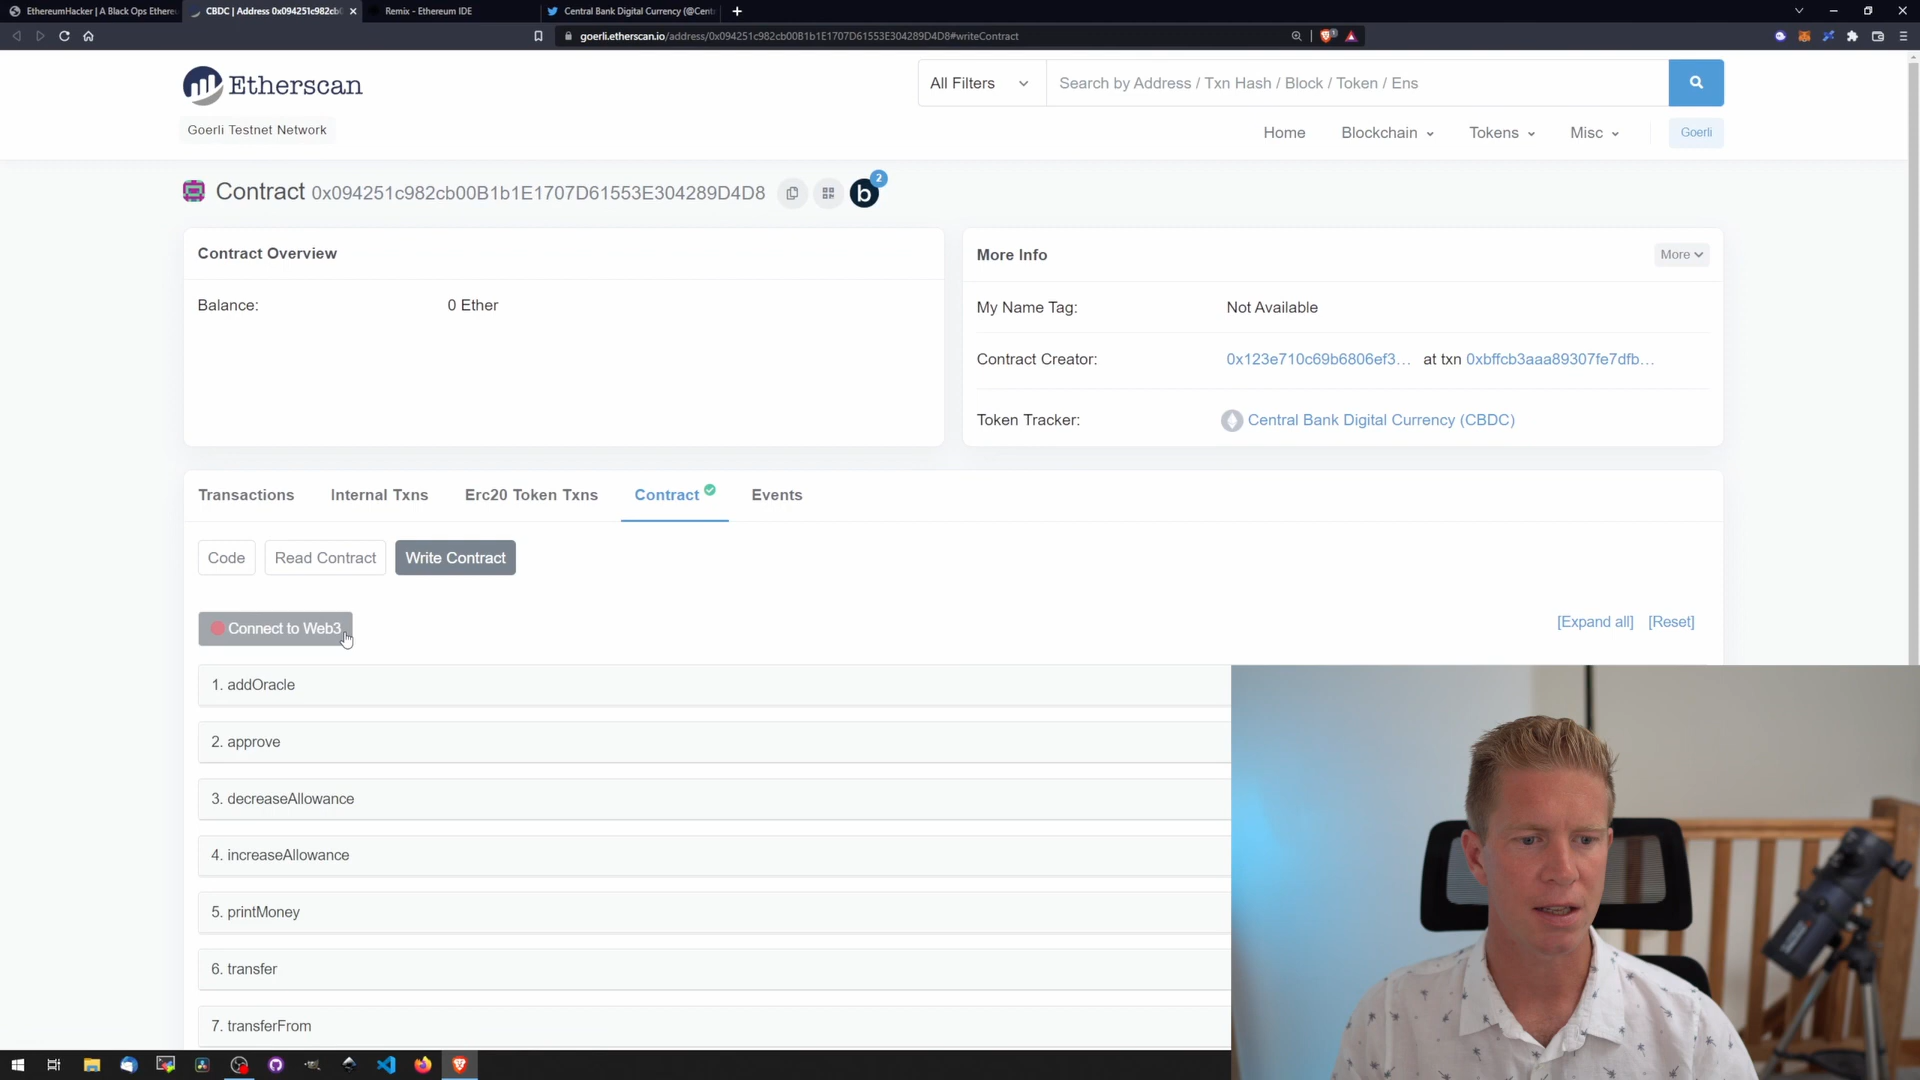 EthereumHacker | A Black Ops Ethere
CBDC | Address 0x094251c982cb0
Remix - Ethereum IDE
Central Bank Digital Currency (@Cent
goerli.etherscan.io/address/0x094251c982cb00B1b1E1707D61553E304289D4D8#writeContract
Etherscan
All Filters
Search by Address / Txn Hash / Block / Token / Ens
Goerli Testnet Network
Home
Blockchain
Tokens
Misc
Goerli
Contract 0x094251c982cb00B1b1E1707D61553E304289D4D8
b
2
Contract Overview
Balance:
0 Ether
More Info
More
My Name Tag:
Not Available
Contract Creator:
0x123e710c69b6806ef3... at txn 0xbffcb3aaa89307fe7dfb...
Token Tracker:
Central Bank Digital Currency (CBDC)
Transactions
Internal Txns
Erc20 Token Txns
Contract
Events
Code
Read Contract
Write Contract
Connect to Web3
[Expand all]
[Reset]
1. addOracle
2. approve
3. decreaseAllowance
4. increaseAllowance
5. printMoney
6. transfer
7. transferFrom